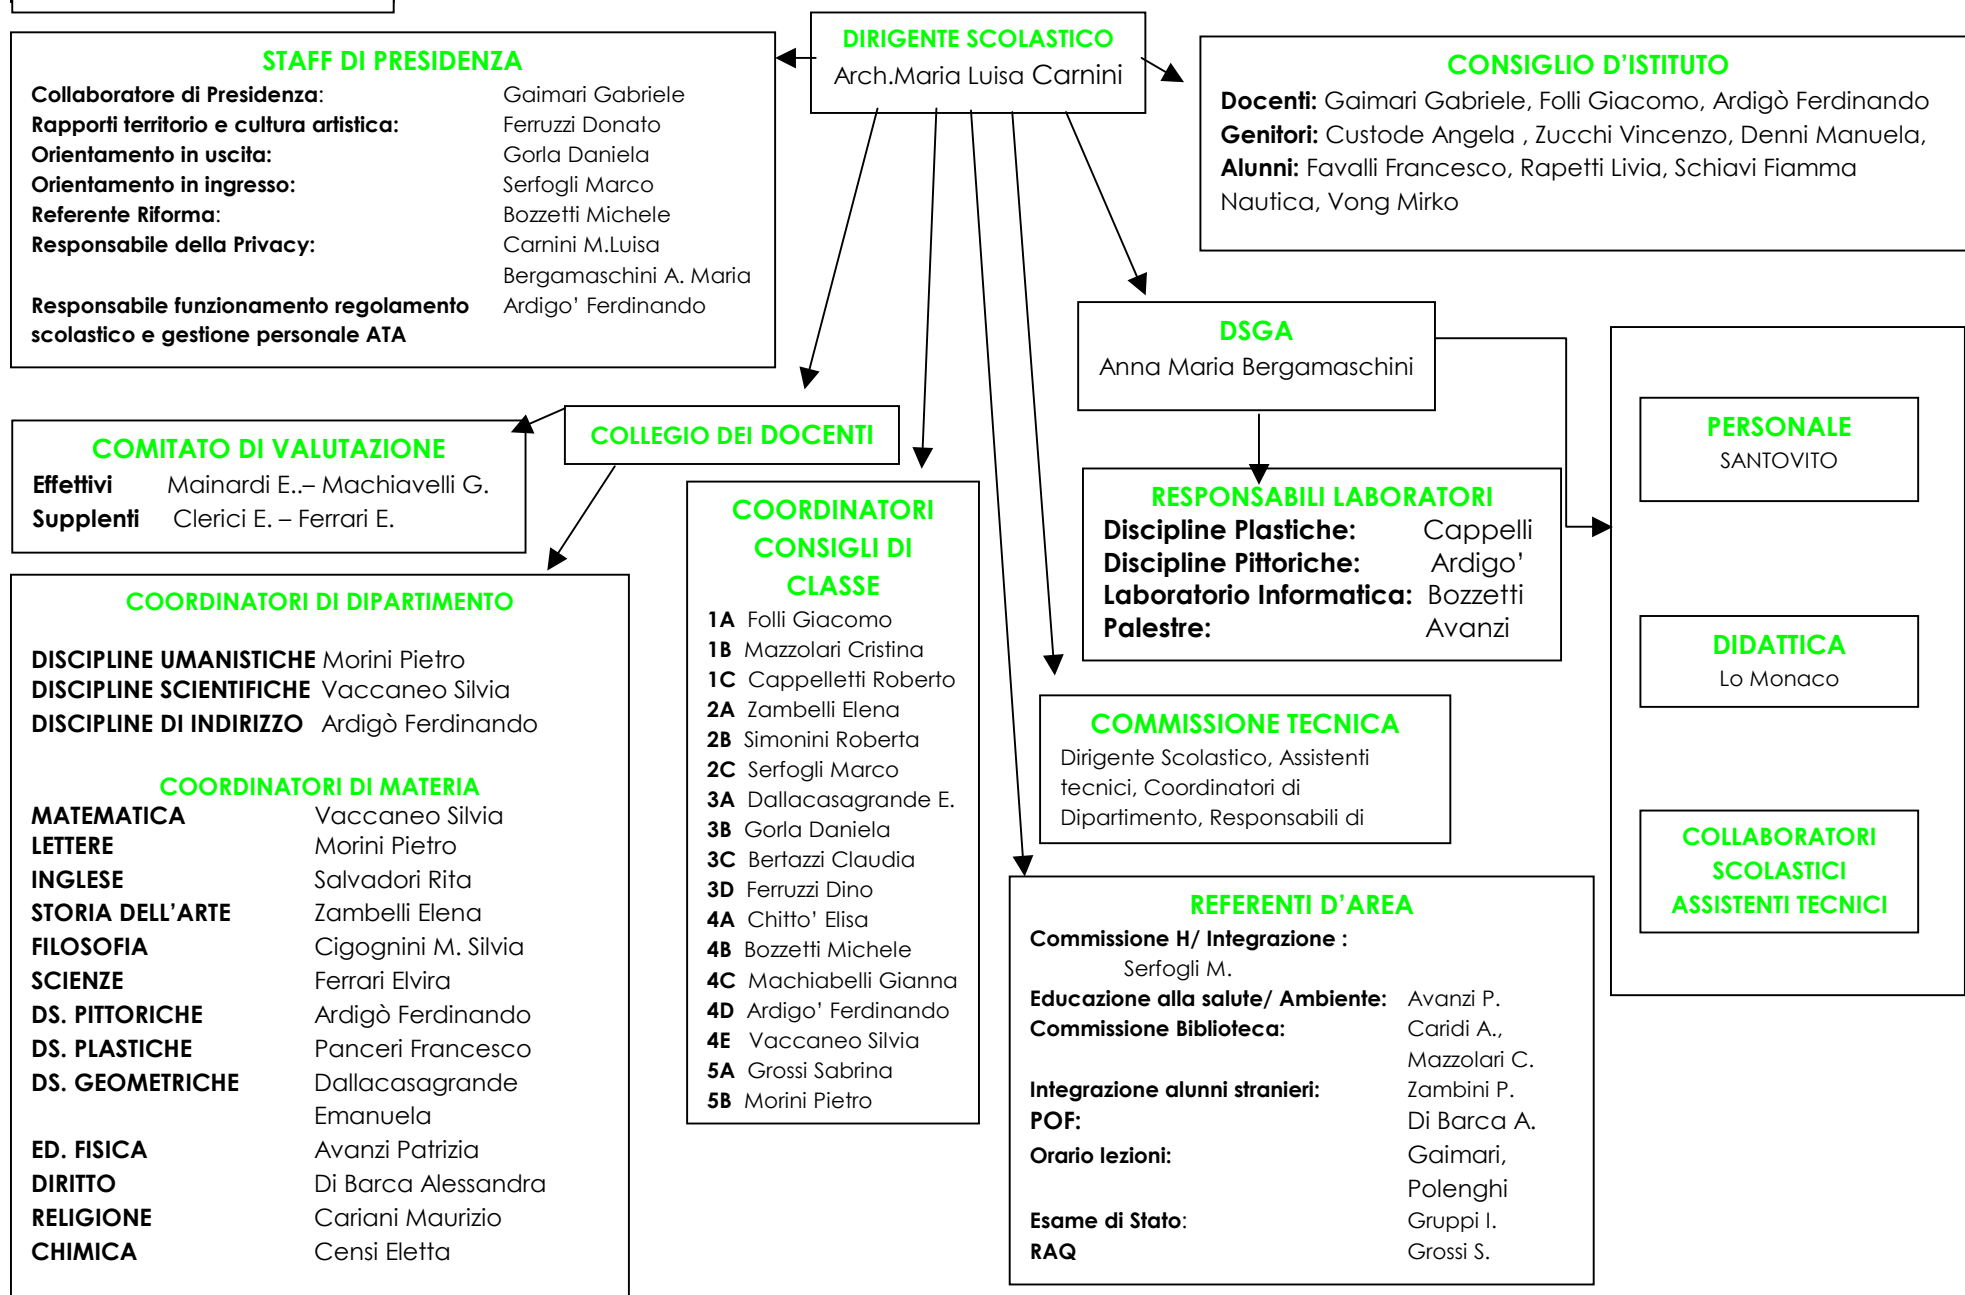 DIRIGENTE SCOLASTICO
Arch.Maria Luisa Carnini
STAFF DI PRESIDENZA
Collaboratore di Presidenza: Gaimari Gabriele
Rapporti territorio e cultura artistica: Ferruzzi Donato
Orientamento in uscita: Gorla Daniela
Orientamento in ingresso: Serfogli Marco
Referente Riforma: Bozzetti Michele
Responsabile della Privacy: Carnini M.Luisa
Bergamaschini A. Maria
Responsabile funzionamento regolamento Ardigo' Ferdinando
scolastico e gestione personale ATA
CONSIGLIO D'ISTITUTO
Docenti: Gaimari Gabriele, Folli Giacomo, Ardigò Ferdinando
Genitori: Custode Angela , Zucchi Vincenzo, Denni Manuela,
Alunni: Favalli Francesco, Rapetti Livia, Schiavi Fiamma
Nautica, Vong Mirko
DSGA
Anna Maria Bergamaschini
COLLEGIO DEI DOCENTI
COMITATO DI VALUTAZIONE
Effettivi Mainardi E..– Machiavelli G.
Supplenti Clerici E. – Ferrari E.
COORDINATORI DI DIPARTIMENTO
DISCIPLINE UMANISTICHE Morini Pietro
DISCIPLINE SCIENTIFICHE Vaccaneo Silvia
DISCIPLINE DI INDIRIZZO Ardigò Ferdinando
COORDINATORI DI MATERIA
MATEMATICA Vaccaneo Silvia
LETTERE Morini Pietro
INGLESE Salvadori Rita
STORIA DELL'ARTE Zambelli Elena
FILOSOFIA Cigognini M. Silvia
SCIENZE Ferrari Elvira
DS. PITTORICHE Ardigò Ferdinando
DS. PLASTICHE Panceri Francesco
DS. GEOMETRICHE Dallacasagrande
Emanuela
ED. FISICA Avanzi Patrizia
DIRITTO Di Barca Alessandra
RELIGIONE Cariani Maurizio
CHIMICA Censi Eletta
COORDINATORI
CONSIGLI DI
CLASSE
1A Folli Giacomo
1B Mazzolari Cristina
1C Cappelletti Roberto
2A Zambelli Elena
2B Simonini Roberta
2C Serfogli Marco
3A Dallacasagrande E.
3B Gorla Daniela
3C Bertazzi Claudia
3D Ferruzzi Dino
4A Chitto' Elisa
4B Bozzetti Michele
4C Machiabelli Gianna
4D Ardigo' Ferdinando
4E Vaccaneo Silvia
5A Grossi Sabrina
5B Morini Pietro
RESPONSABILI LABORATORI
Discipline Plastiche: Cappelli
Discipline Pittoriche: Ardigo'
Laboratorio Informatica: Bozzetti
Palestre: Avanzi
COMMISSIONE TECNICA
Dirigente Scolastico, Assistenti
tecnici, Coordinatori di
Dipartimento, Responsabili di
REFERENTI D'AREA
Commissione H/ Integrazione :
Serfogli M.
Educazione alla salute/ Ambiente: Avanzi P.
Commissione Biblioteca: Caridi A.,
Mazzolari C.
Integrazione alunni stranieri: Zambini P.
POF: Di Barca A.
Orario lezioni: Gaimari,
Polenghi
Esame di Stato: Gruppi I.
RAQ Grossi S.
PERSONALE
SANTOVITO
DIDATTICA
Lo Monaco
COLLABORATORI
SCOLASTICI
ASSISTENTI TECNICI